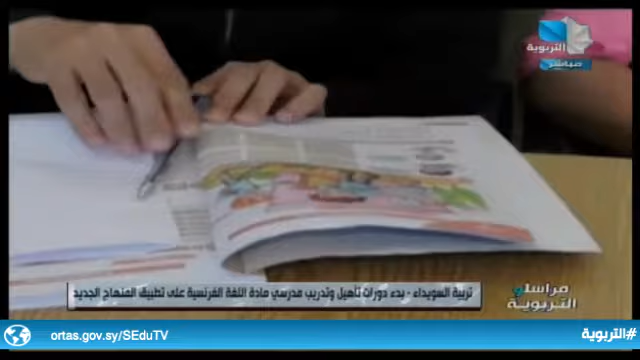 التربوية
مباشر
تربية السويداء - بدء دورات تأهيل وتدريب مدرسي مادة اللغة الفرنسية على تطبيق المنهاج الجديد
مراسلي
التربوية
ortas.gov.sy/SEduTV
#التربوية